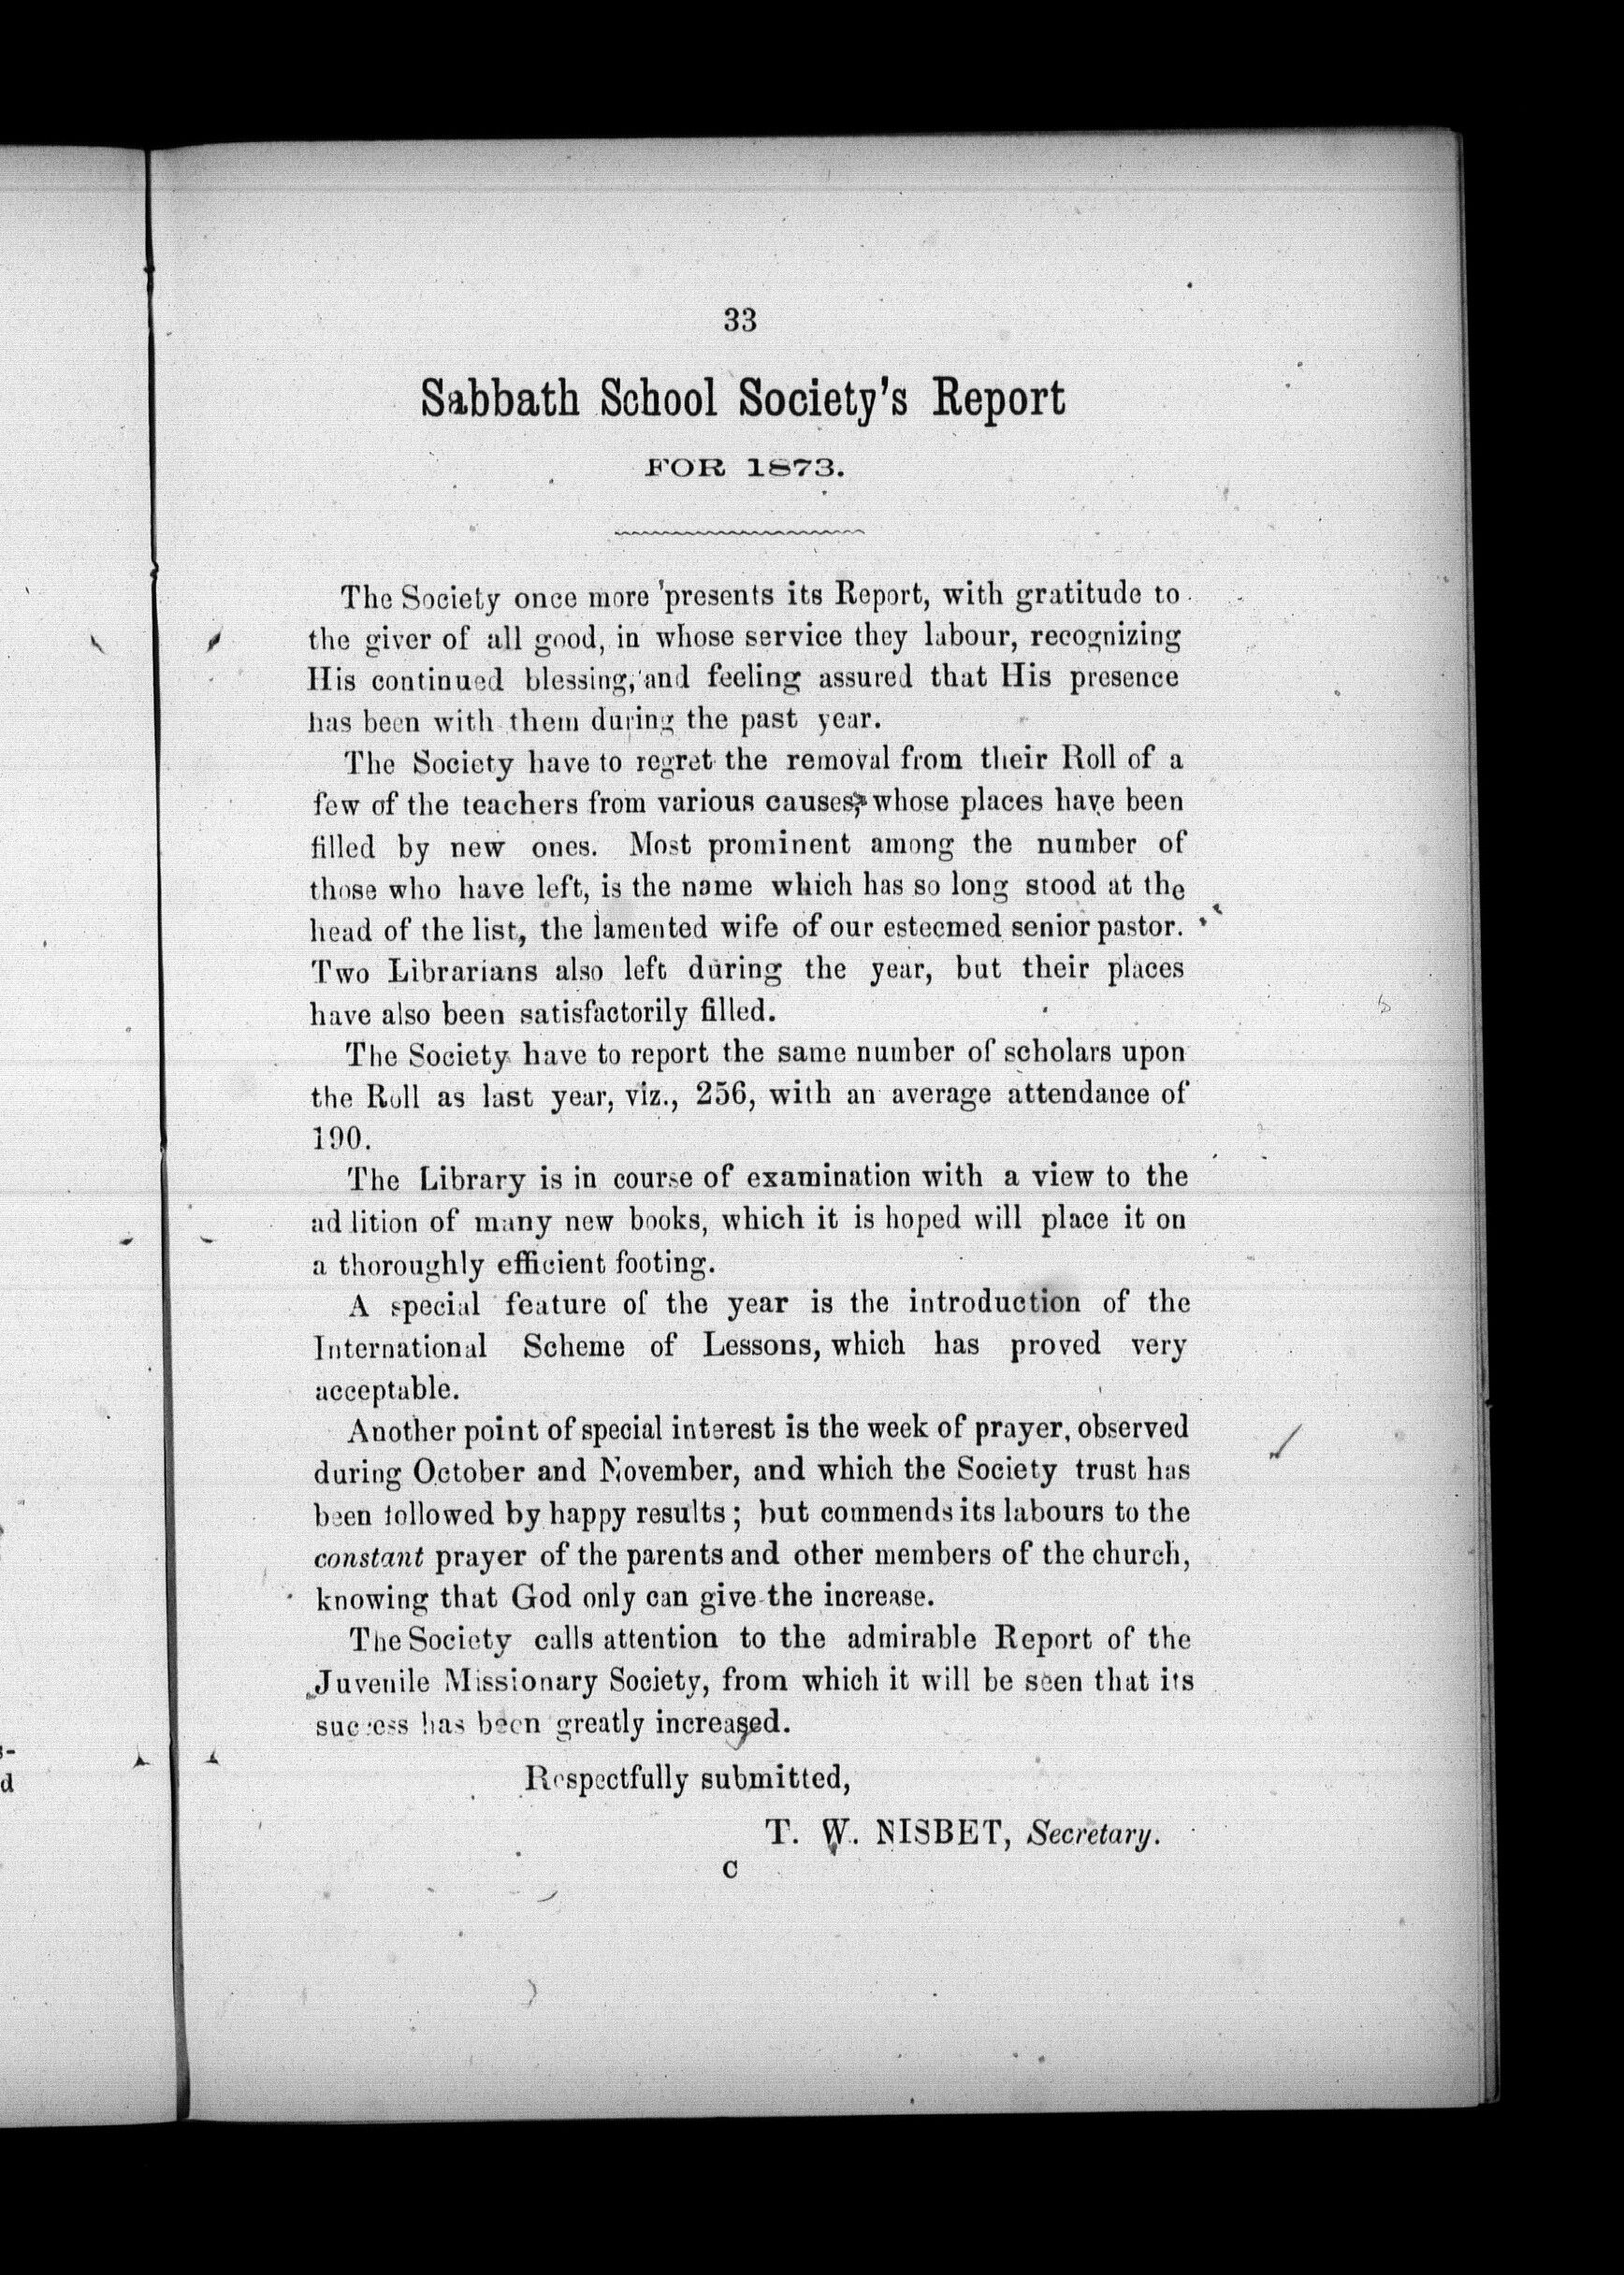 33
Sabbath School Society's Report
FOR 1873.
The Society once more presents its Report, with gratitude to
the giver of all good, in whose service they labour, recognizing
His continued blessing, and feeling assured that His presence
has been with them during the past year.
The Society have to regret the removal from their Roll of a
few of the teachers from various causes, whose places have been
filled by new ones. Most prominent among the number of
those who have left, is the name which has so long stood at the
head of the list, the lamented wife of our esteemed senior pastor.
Two Librarians also left during the year, but their places
have also been satisfactorily filled.
The Society have to report the same number of scholars upon
the Roll as last year, viz., 256, with an average attendance of
190.
The Library is in course of examination with a view to the
addition of many new books, which it is hoped will place it on
a thoroughly efficient footing.
A special feature of the year is the introduction of the
International Scheme of Lessons, which has proved very
acceptable.
Another point of special interest is the week of prayer, observed
during October and November, and which the Society trust has
been followed by happy results; but commends its labours to the
constant prayer of the parents and other members of the church,
knowing that God only can give the increase.
The Society calls attention to the admirable Report of the
Juvenile Missionary Society, from which it will be seen that its
success has been greatly increased.
Respectfully submitted,
T. W. NISBET, Secretary.
C
s-
d